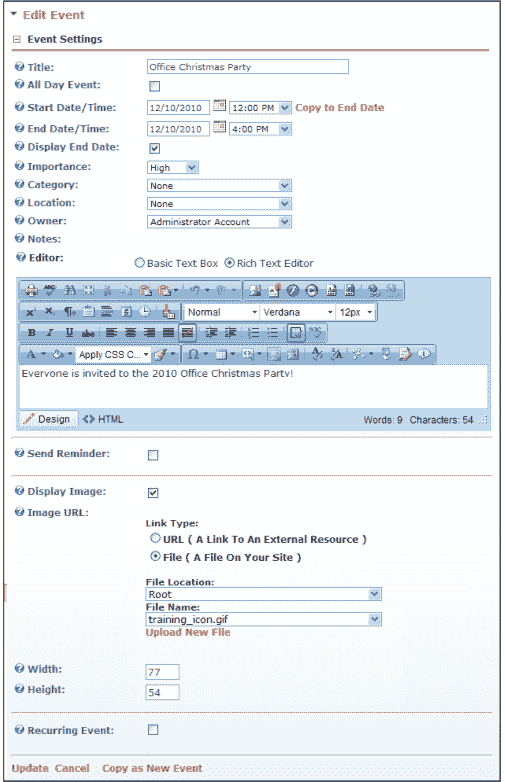 Edit Event
Event Settings
Title: Office Christmas Party
All Day Event:
Start Date/Time: 12/10/2010 12:00 PM Copy to End Date
End Date/Time: 12/10/2010 4:00 PM
Display End Date:
Importance: High
Category: None
Location: None
Owner: Administrator Account
Notes:
Editor: Basic Text Box Rich Text Editor
Normal Verdana 12px
B I U abc
A Apply CSS C...
Everyone is invited to the 2010 Office Christmas Party!
Design HTML Words: 9 Characters: 54
Send Reminder:
Display Image:
Image URL:
Link Type:
URL ( A Link To An External Resource )
File ( A File On Your Site )
File Location:
Root
File Name:
training_icon.gif
Upload New File
Width: 77
Height: 54
Recurring Event:
Update Cancel Copy as New Event